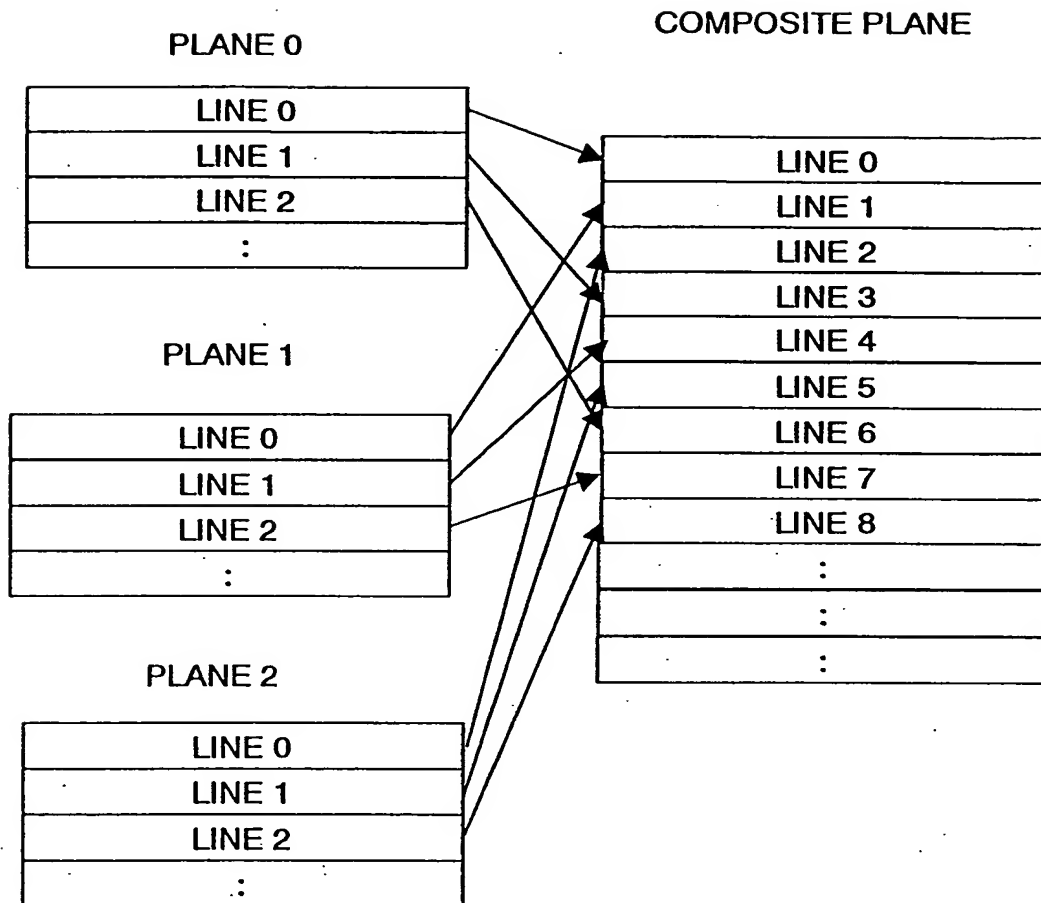 PLANE 0
LINE 0
LINE 1
LINE 2
:
PLANE 1
LINE 0
LINE 1
LINE 2
:
PLANE 2
LINE 0
LINE 1
LINE 2
:
COMPOSITE PLANE
LINE 0
LINE 1
LINE 2
LINE 3
LINE 4
LINE 5
LINE 6
LINE 7
LINE 8
:
:
: